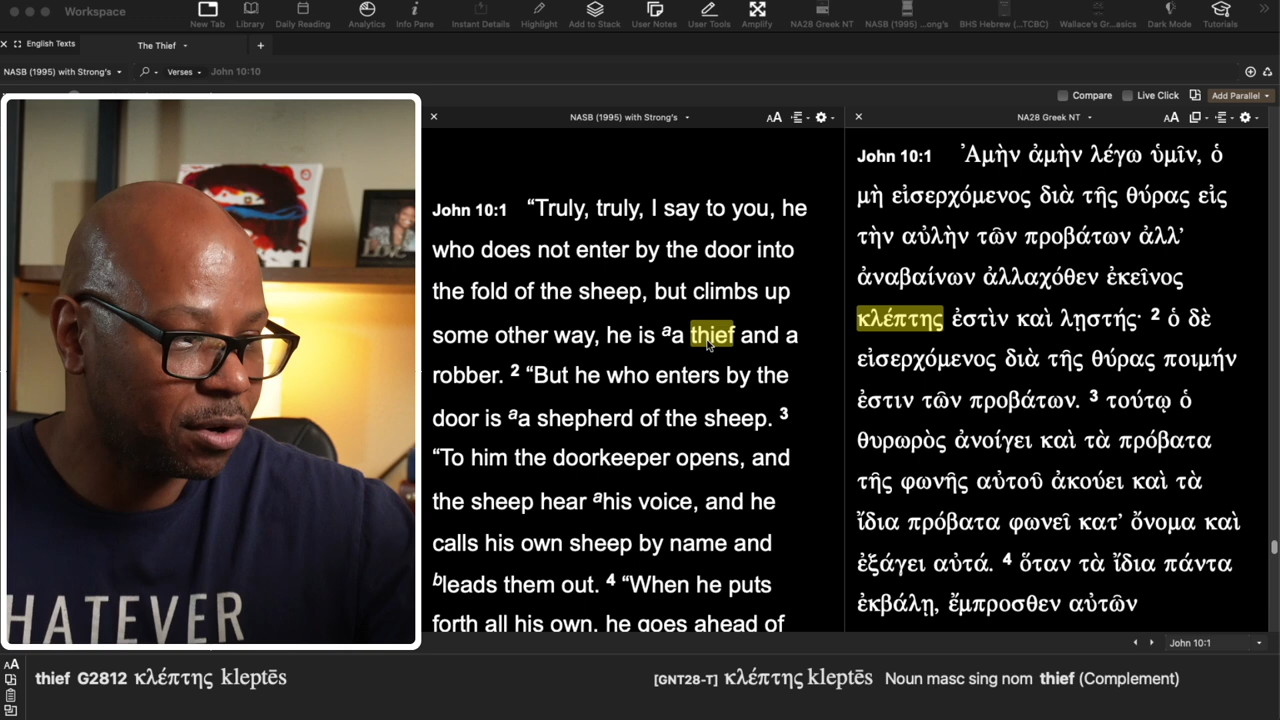 Workspace
New Tab
Library
Daily Reading
Analytics
Info Pane
Instant Details
Highlight
Add to Stack
User Notes
User Tools
Amplify
NA28 Greek NT
NASB (1995) ...ong's
BHS Hebrew (...TCBC)
Wallace's Gr...asics
Dark Mode
Tutorials
English Texts
The Thief
NASB (1995) with Strong's
Verses
John 10:10
Compare
Live Click
Add Parallel
NASB (1995) with Strong's
John 10:1 “Truly, truly, I say to you, he
who does not enter by the door into
the fold of the sheep, but climbs up
some other way, he is aa thief and a
robber. 2 “But he who enters by the
door is aa shepherd of the sheep. 3
“To him the doorkeeper opens, and
the sheep hear ahis voice, and he
calls his own sheep by name and
bleads them out. 4 “When he puts
forth all his own, he goes ahead of
NA28 Greek NT
John 10:1 Ἀμὴν ἀμὴν λέγω ὑμῖν, ὁ
μὴ εἰσερχόμενος διὰ τῆς θύρας εἰς
τὴν αὐλὴν τῶν προβάτων ἀλλ’
ἀναβαίνων ἀλλαχόθεν ἐκεῖνος
κλέπτης ἐστὶν καὶ λῃστής· 2 ὁ δὲ
εἰσερχόμενος διὰ τῆς θύρας ποιμήν
ἐστιν τῶν προβάτων. 3 τούτῳ ὁ
θυρωρὸς ἀνοίγει καὶ τὰ πρόβατα
τῆς φωνῆς αὐτοῦ ἀκούει καὶ τὰ
ἴδια πρόβατα φωνεῖ κατ’ ὄνομα καὶ
ἐξάγει αὐτά. 4 ὅταν τὰ ἴδια πάντα
ἐκβάλῃ, ἔμπροσθεν αὐτῶν
John 10:1
thief G2812 κλέπτης kleptēs
[GNT28-T] κλέπτης kleptēs Noun masc sing nom thief (Complement)
HATEVER
LOVE